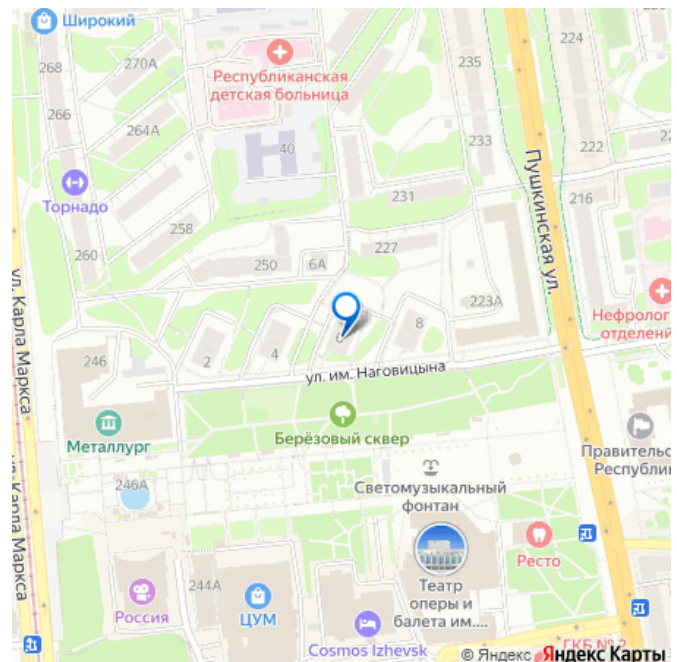 Широкий
268
270А
235
224
Республиканская
детская больница
266
264А
40
233
222
Пушкинская ул.
Торнадо
231
216
258
227
260
250
6А
223А
Нефролог
отделени
ул. Карла Маркса
246
2
4
8
ул. им. Наговицына
Металлург
Берёзовый сквер
Правительс
Республи
246А
Светомузыкальный
фонтан
ул. Карла Маркса
Ресто
Театр
оперы и
балета им....
244А
Россия
ЦУМ
Cosmos Izhevsk
ГКБ № 2
© Яндекс Яндекс Карты